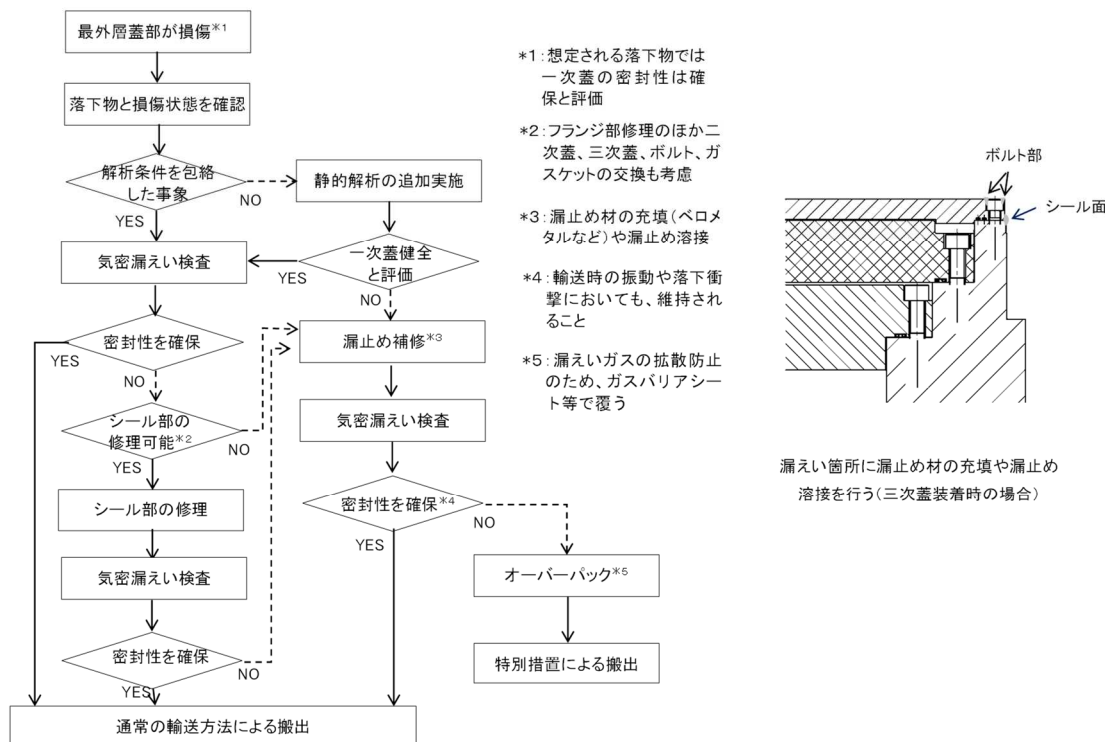 最外層蓋部が損傷*1
落下物と損傷状態を確認
解析条件を包絡
した事象
NO
YES
静的解析の追加実施
気密漏えい検査
一次蓋健全
と評価
YES
NO
密封性を確保
YES
NO
漏止め補修*3
シール部の
修理可能*2
NO
YES
気密漏えい検査
シール部の修理
密封性を確保*4
NO
YES
気密漏えい検査
オーバーパック*5
密封性を確保
NO
YES
特別措置による搬出
通常の輸送方法による搬出
*1:想定される落下物では
一次蓋の密封性は確
保と評価
*2:フランジ部修理のほか二
次蓋、三次蓋、ボルト、ガ
スケットの交換も考慮
*3:漏止め材の充填(ベロメ
タルなど)や漏止め溶接
*4:輸送時の振動や落下衝
撃においても、維持され
ること
*5:漏えいガスの拡散防止
のため、ガスバリアシー
ト等で覆う
ボルト部
シール面
漏えい箇所に漏止め材の充填や漏止め
溶接を行う(三次蓋装着時の場合)